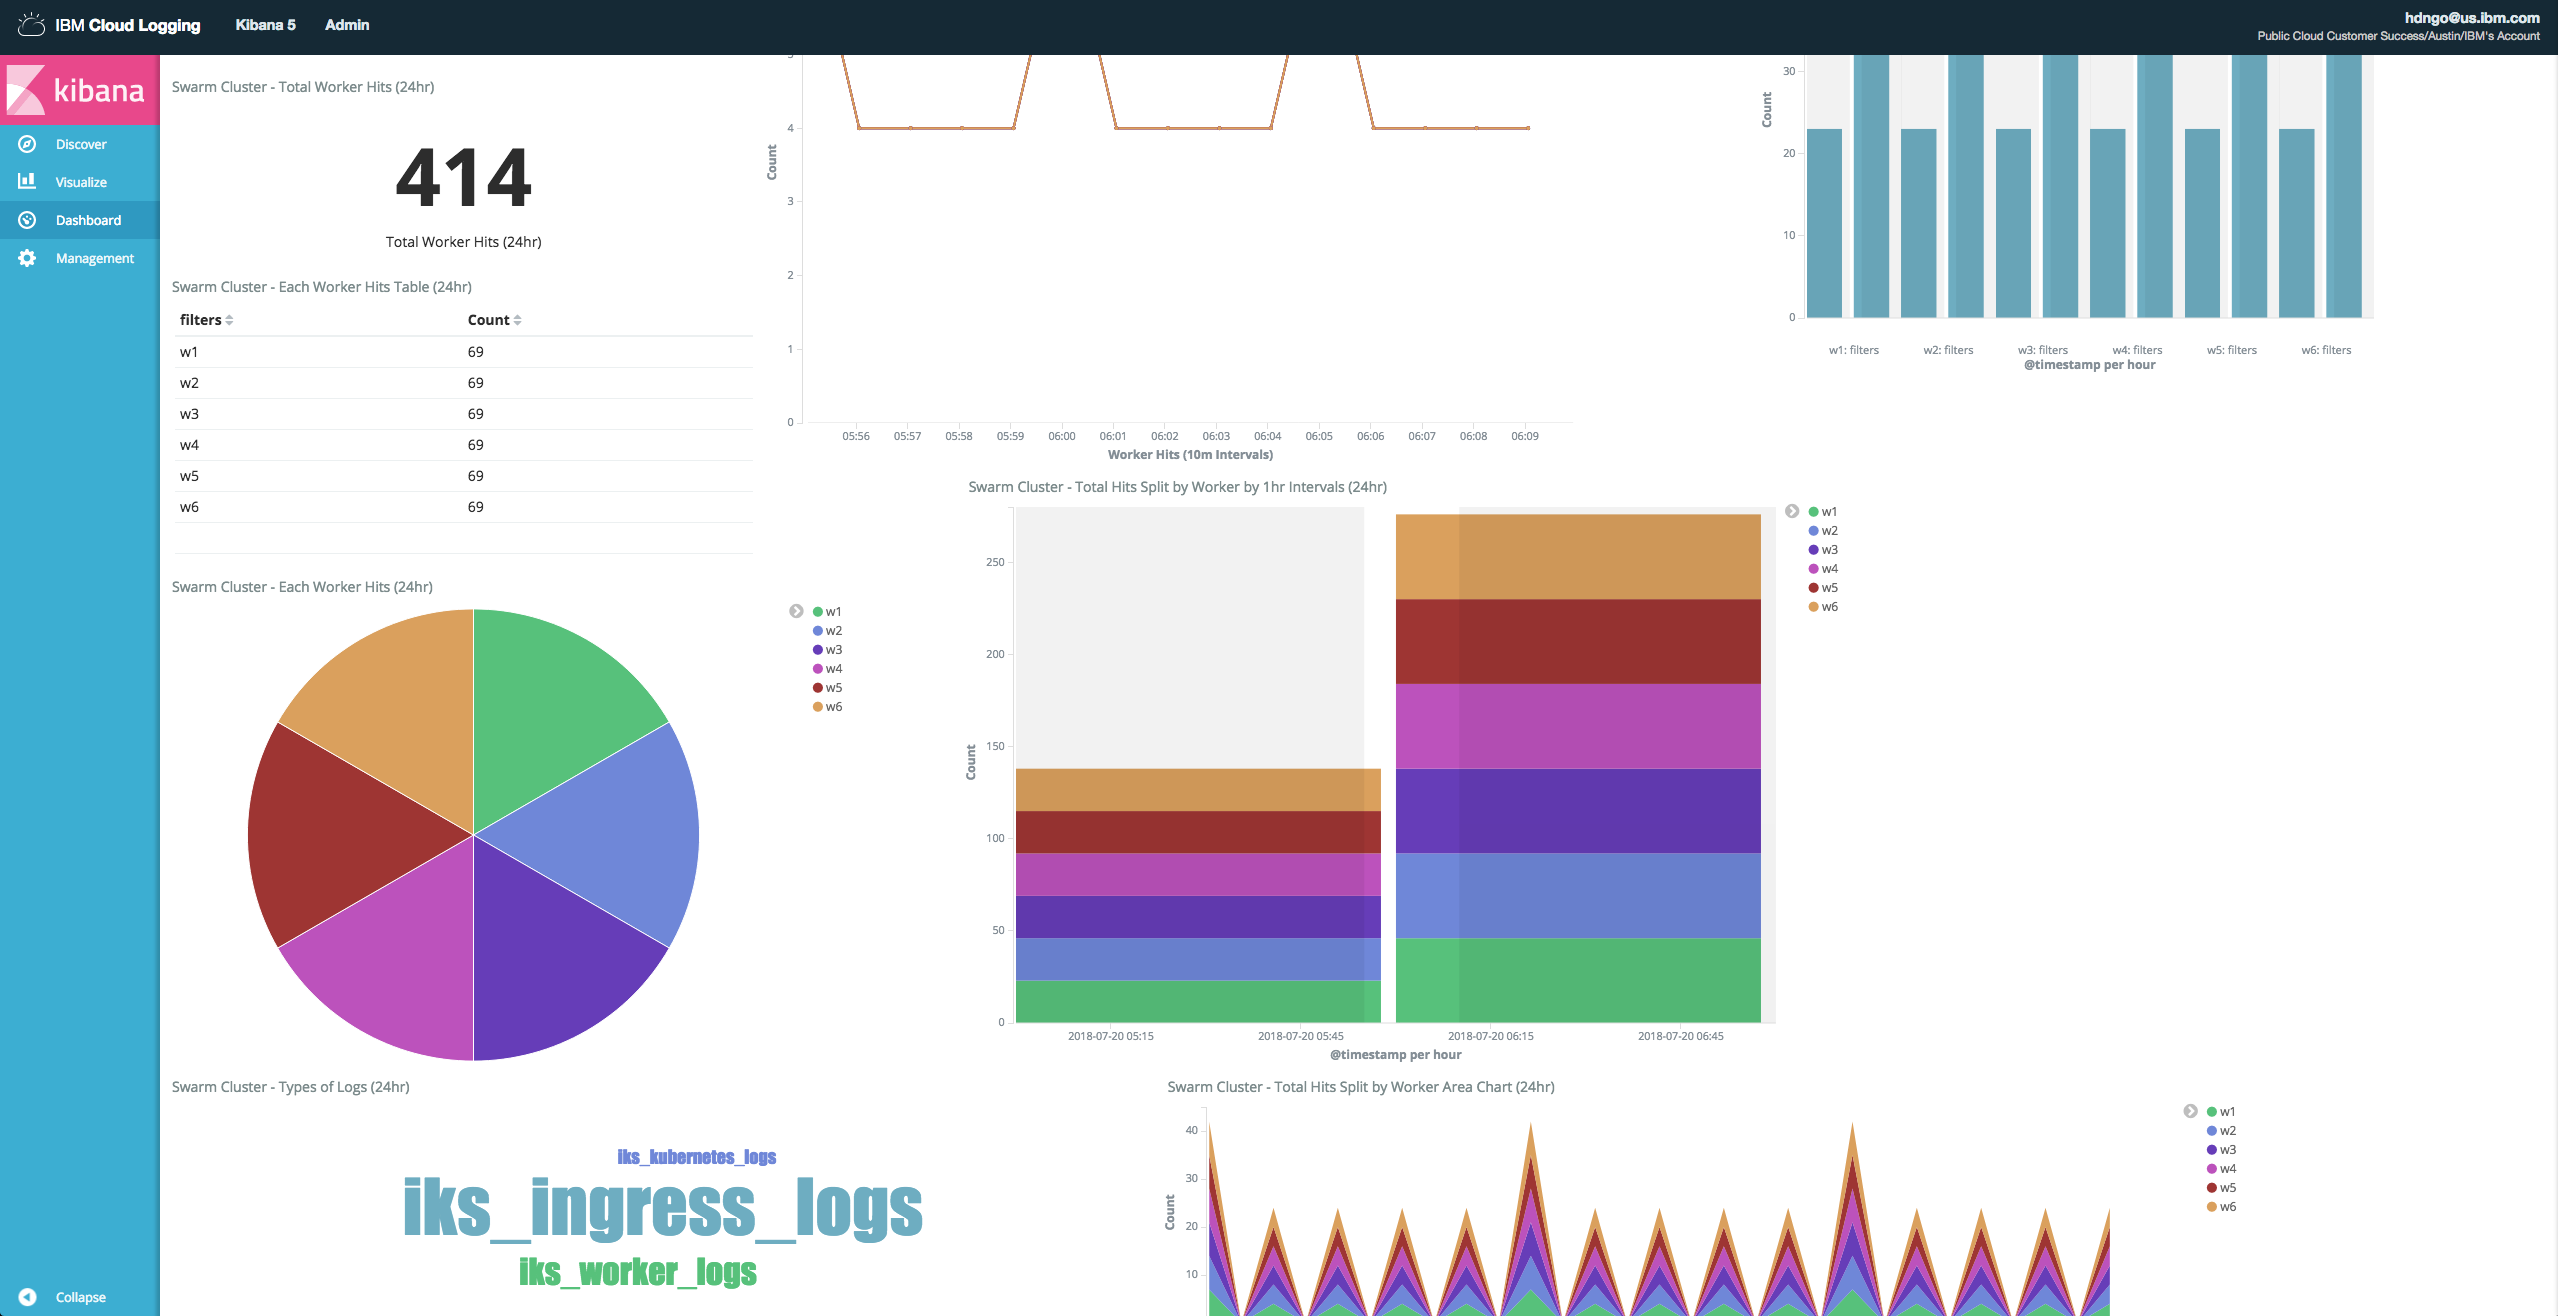 IBM Cloud Logging
Kibana 5
Admin
hdngo@us.ibm.com
Public Cloud Customer Success/Austin/IBM's Account
kibana
Discover
Visualize
Dashboard
Management
Collapse
Swarm Cluster - Total Worker Hits (24hr)
414
Total Worker Hits (24hr)
Swarm Cluster - Each Worker Hits Table (24hr)
filters Count
w1 69
w2 69
w3 69
w4 69
w5 69
w6 69
Count
4
3
2
1
0
05:56 05:57 05:58 05:59 06:00 06:01 06:02 06:03 06:04 06:05 06:06 06:07 06:08 06:09
Worker Hits (10m Intervals)
Count
30
20
10
0
w1: filters w2: filters w3: filters w4: filters w5: filters w6: filters
@timestamp per hour
Swarm Cluster - Each Worker Hits (24hr)
w1
w2
w3
w4
w5
w6
Swarm Cluster - Total Hits Split by Worker by 1hr Intervals (24hr)
Count
250
200
150
100
50
0
2018-07-20 05:15 2018-07-20 05:45 2018-07-20 06:15 2018-07-20 06:45
@timestamp per hour
w1
w2
w3
w4
w5
w6
Swarm Cluster - Types of Logs (24hr)
iks_kubernetes_logs
iks_ingress_logs
iks_worker_logs
Swarm Cluster - Total Hits Split by Worker Area Chart (24hr)
Count
40
30
20
10
w1
w2
w3
w4
w5
w6